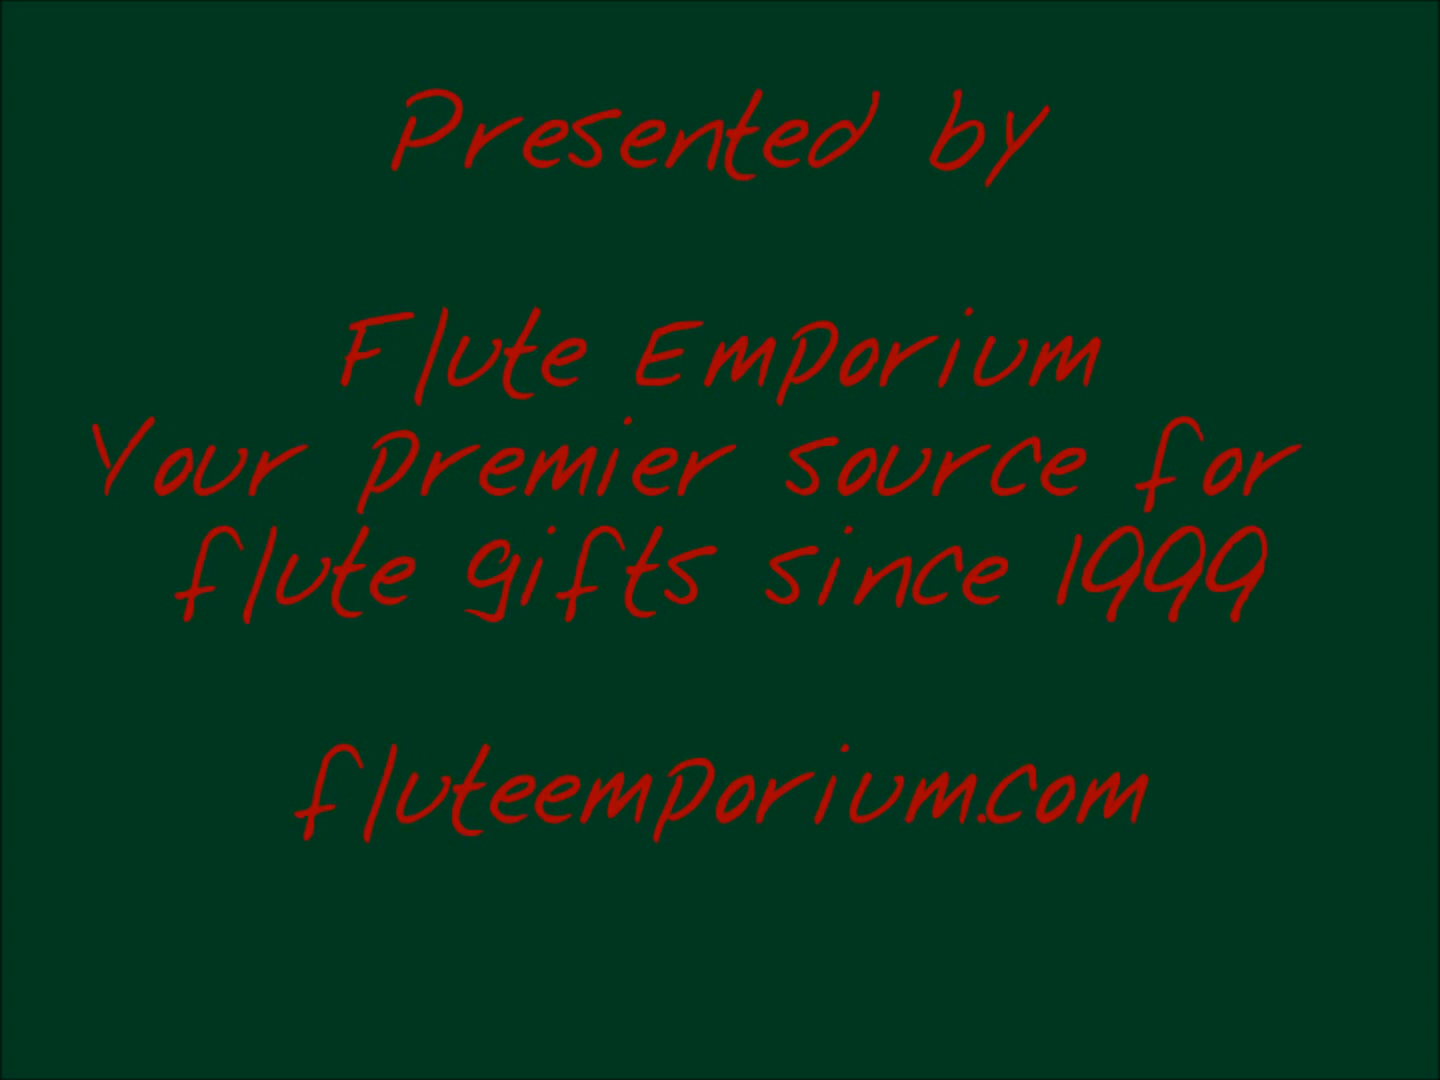 Presented by
Flute Emporium
Your premier source for
flute gifts since 1999
fluteemporium.com